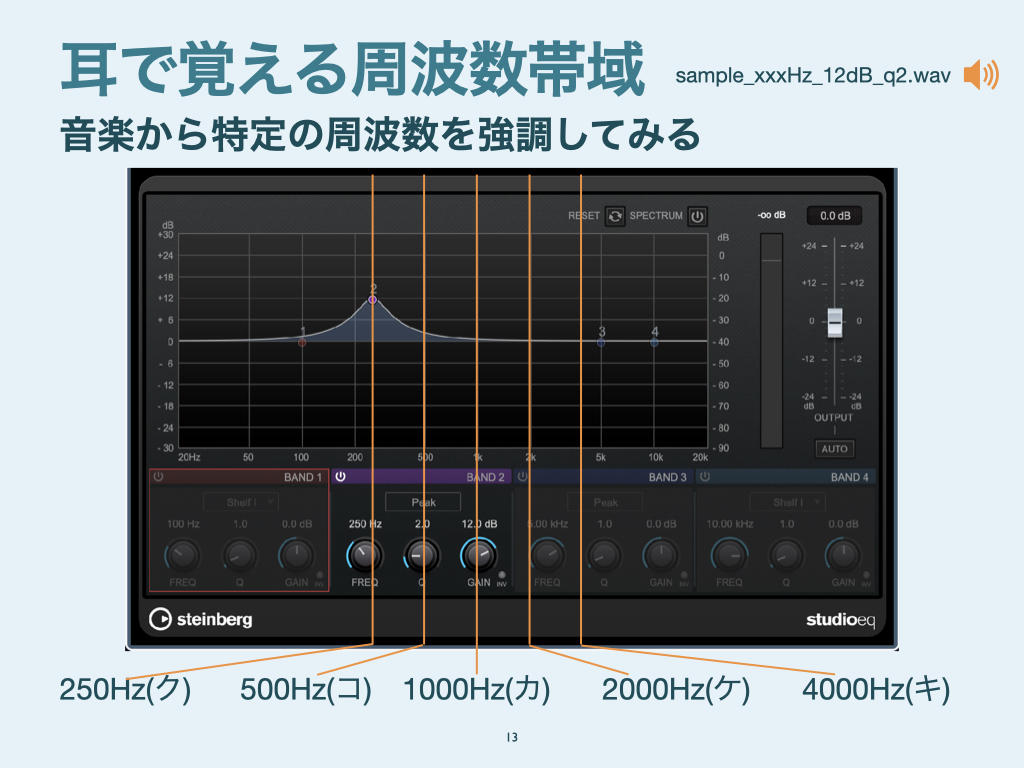 耳で覚える周波数帯域
sample_xxxHz_12dB_q2.wav
音楽から特定の周波数を強調してみる
RESET SPECTRUM
-oo dB
0.0 dB
dB
+30
+24
+18
+12
+ 6
0
- 6
- 12
- 18
- 24
- 30
2
1
3
4
dB
0
- 10
- 20
- 30
- 40
- 50
- 60
- 70
- 80
- 90
+24 +24
+12 +12
0 0
-12 -12
-24 -24
dB dB
OUTPUT
AUTO
20Hz 50 100 200 500 1k 2k 5k 10k 20k
BAND 1 BAND 2 BAND 3 BAND 4
Shelf I Peak Peak Shelf I
100 Hz 1.0 0.0 dB 250 Hz 2.0 12.0 dB 5.00 kHz 1.0 0.0 dB 10.00 kHz 1.0 0.0 dB
FREQ Q GAIN INV FREQ Q GAIN INV FREQ Q GAIN INV FREQ Q GAIN INV
steinberg
studioeq
250Hz(ク) 500Hz(コ) 1000Hz(カ) 2000Hz(ケ) 4000Hz(キ)
13